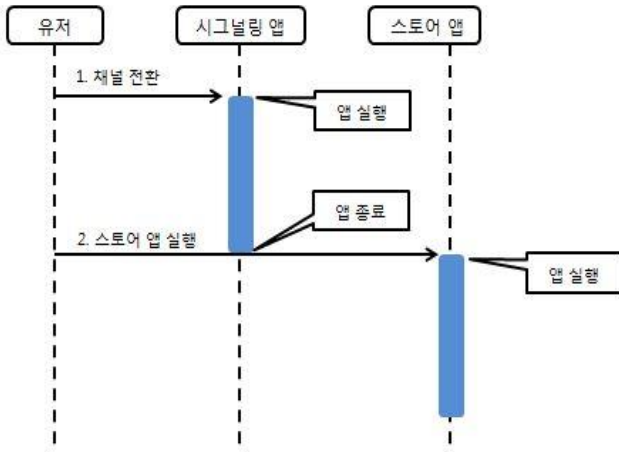 유저
시그널링 앱
스토어 앱
1. 채널 전환
앱 실행
앱 종료
2. 스토어 앱 실행
앱 실행